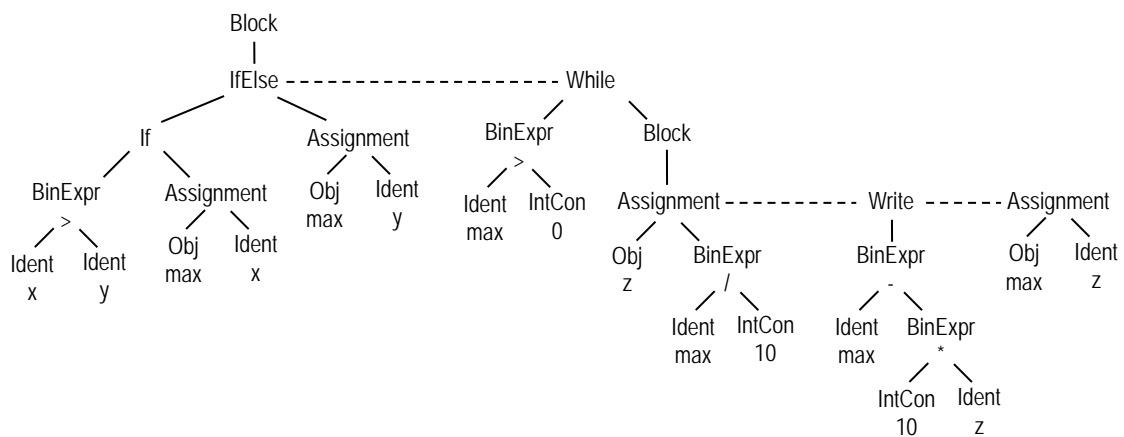 Block
IfElse While
If Assignment BinExpr Block
>
BinExpr Assignment Obj Ident Ident IntCon Assignment Write Assignment
> max y max 0
Obj Ident Obj BinExpr BinExpr Obj Ident
Ident Ident max x z / - max z
x y
Ident IntCon Ident BinExpr
max 10 max *
IntCon Ident
10 z